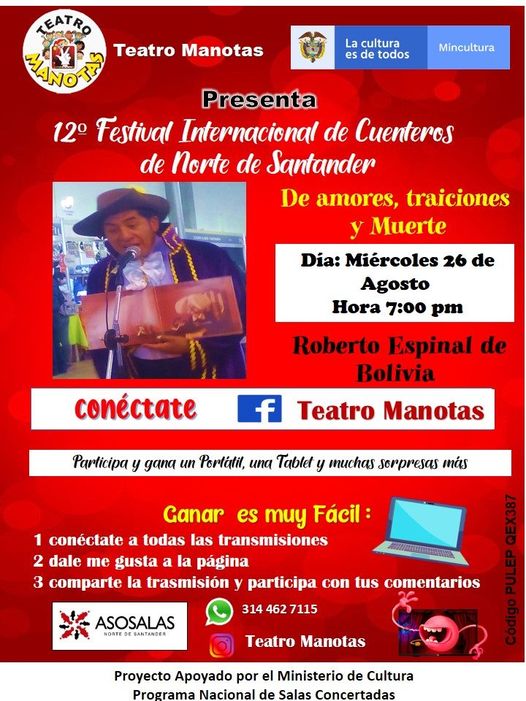 TEATRO
MANOTAS
Teatro Manotas
La cultura
es de todos
Mincultura
Presenta
12º Festival Internacional de Cuenteros
de Norte de Santander
De amores, traiciones
y Muerte
Día: Miércoles 26 de
Agosto
Hora 7:00 pm
Roberto Espinal de
Bolivia
conéctate
f
Teatro Manotas
Participa y gana un Portátil, una Tablet y muchas sorpresas más
Ganar es muy Fácil :
1 conéctate a todas las transmisiones
2 dale me gusta a la página
3 comparte la trasmisión y participa con tus comentarios
Código PULEP QEX387
ASOSALAS
NORTE DE SANTANDER
314 462 7115
Teatro Manotas
Proyecto Apoyado por el Ministerio de Cultura
Programa Nacional de Salas Concertadas